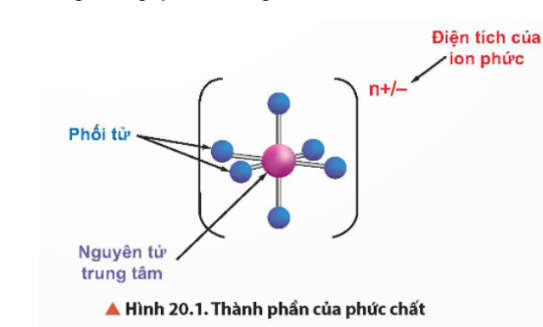 Điện tích của
ion phức
n+/–
Phối tử
Nguyên tử
trung tâm
▲ Hình 20.1. Thành phần của phức chất